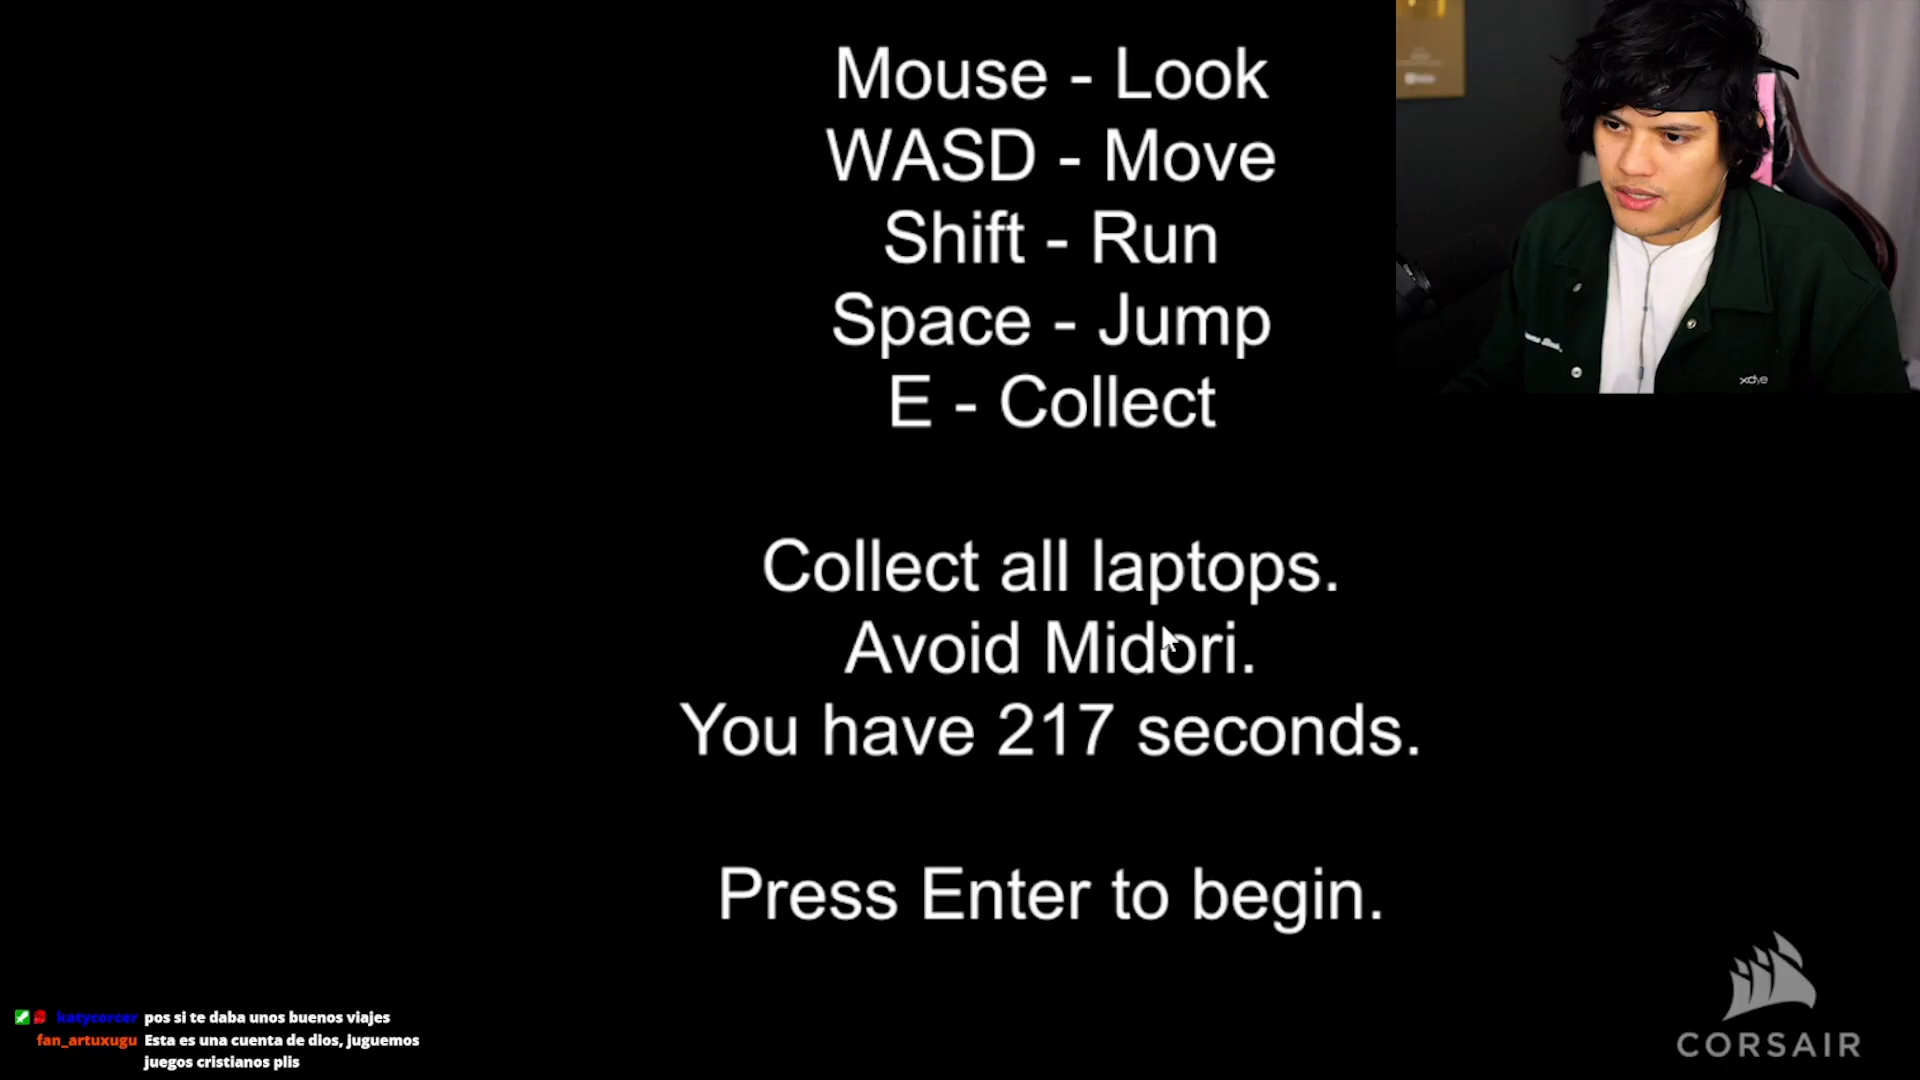 Mouse - Look
WASD - Move
Shift - Run
Space - Jump
E - Collect
Collect all laptops.
Avoid Midori.
You have 217 seconds.
Press Enter to begin.
xdye
katycorcer pos si te daba unos buenos viajes
fan_artuxugu Esta es una cuenta de dios, juguemos
juegos cristianos plis
CORSAIR